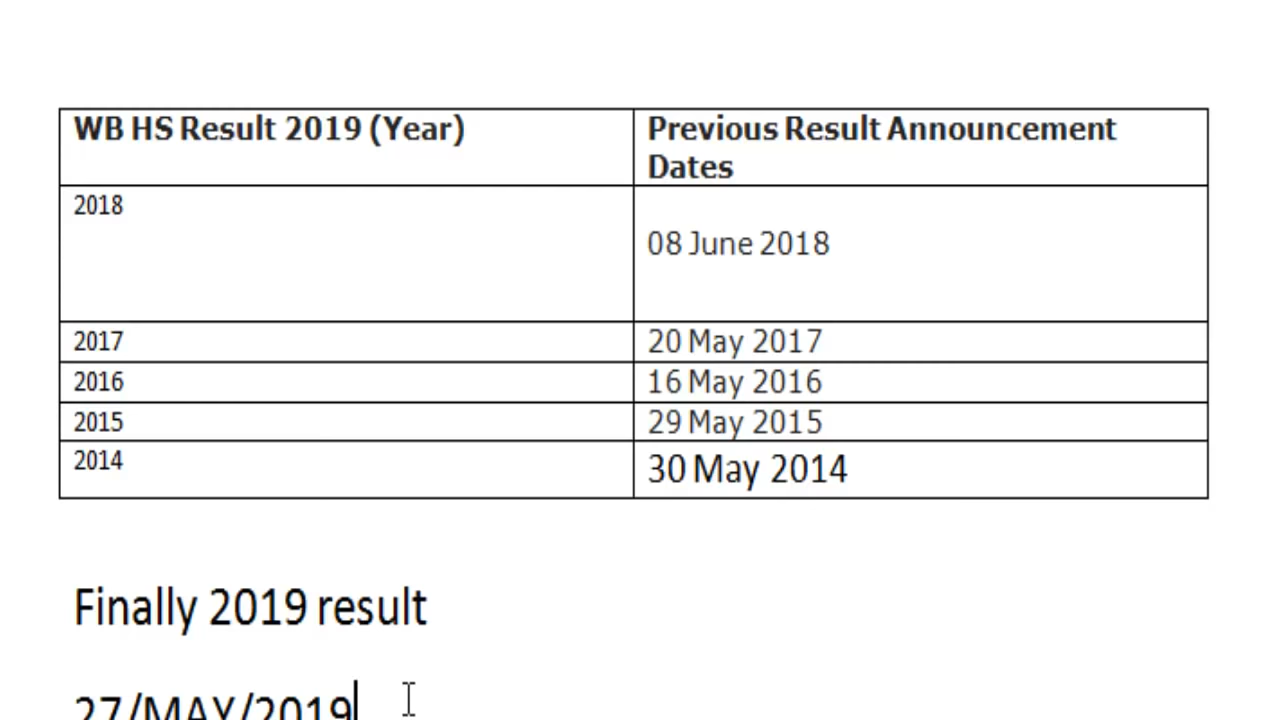 WB HS Result 2019 (Year)
Previous Result Announcement
Dates
2018
08 June 2018
2017
20 May 2017
2016
16 May 2016
2015
29 May 2015
2014
30 May 2014
Finally 2019 result
27/MAY/2019